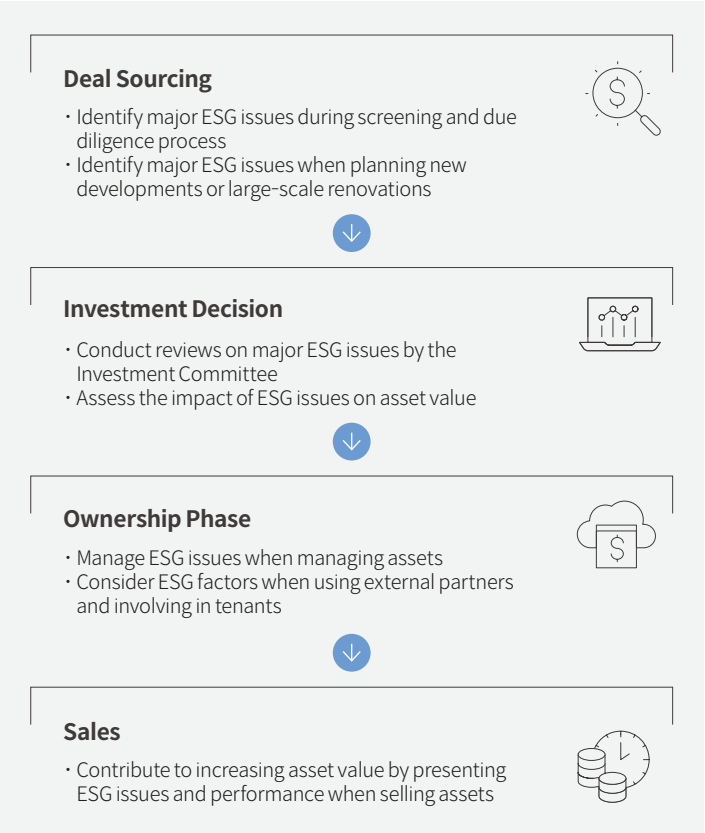 Deal Sourcing
· Identify major ESG issues during screening and due
diligence process
· Identify major ESG issues when planning new
developments or large-scale renovations
Investment Decision
· Conduct reviews on major ESG issues by the
Investment Committee
· Assess the impact of ESG issues on asset value
Ownership Phase
· Manage ESG issues when managing assets
· Consider ESG factors when using external partners
and involving in tenants
Sales
· Contribute to increasing asset value by presenting
ESG issues and performance when selling assets